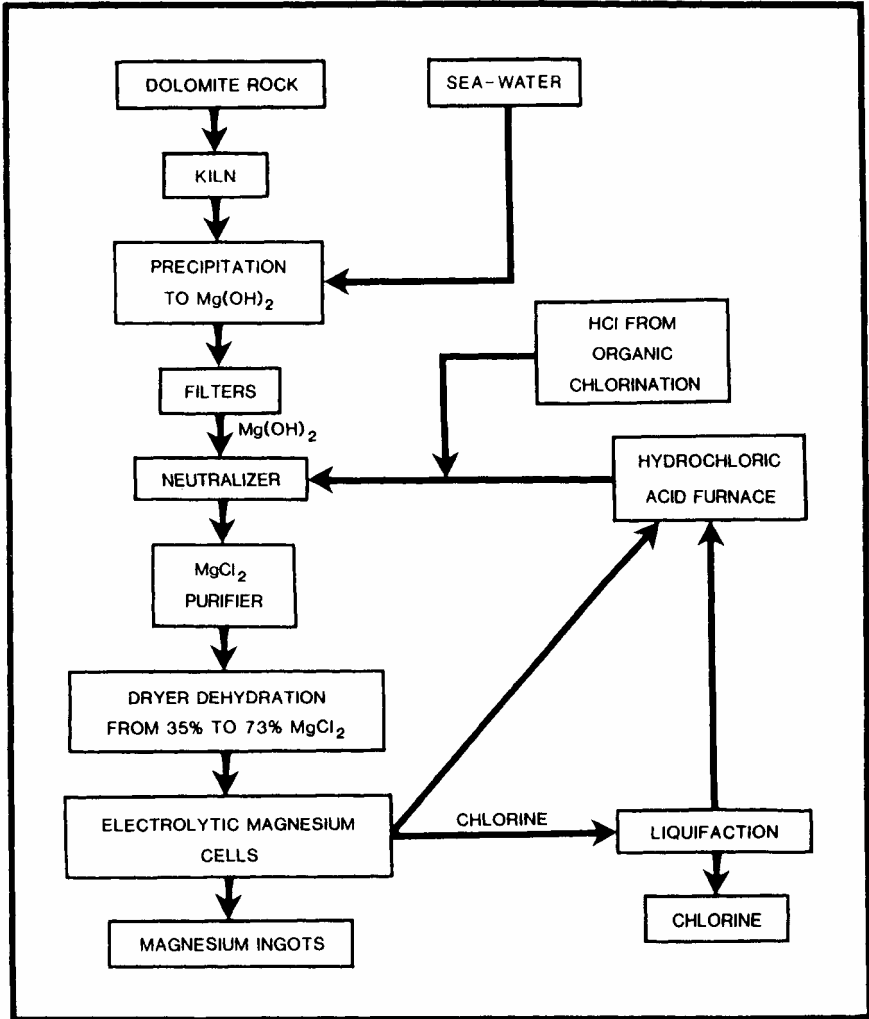 DOLOMITE ROCK
SEA-WATER
KILN
PRECIPITATION
TO Mg(OH)₂
HCl FROM
ORGANIC
CHLORINATION
FILTERS
Mg(OH)₂
NEUTRALIZER
HYDROCHLORIC
ACID FURNACE
MgCl₂
PURIFIER
DRYER DEHYDRATION
FROM 35% TO 73% MgCl₂
ELECTROLYTIC MAGNESIUM
CELLS
CHLORINE
LIQUIFACTION
CHLORINE
MAGNESIUM INGOTS